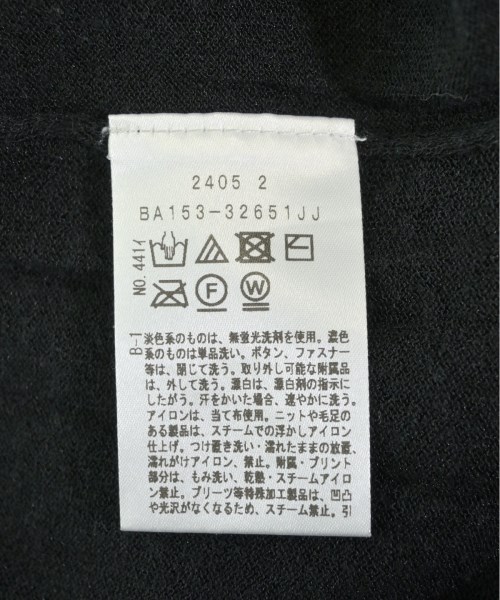 2405 2
BA153-32651JJ
NO.441イ
F W
B-1
淡色系のものは、無蛍光洗剤を使用。濃色
系のものは単品洗い。ボタン、ファスナー
等は、閉じて洗う。取り外し可能な附属品
は、外して洗う。漂白は、漂白剤の指示に
したがう。汗をかいた場合、速やかに洗う。
アイロンは、当て布使用。ニットや毛足の
ある製品は、スチームでの浮かしアイロン
仕上げ。つけ置き洗い・濡れたままの放置、
濡れがけアイロン、禁止。附属・プリント
部分は、もみ洗い、乾熱・スチームアイロ
ン禁止。プリーツ等特殊加工製品は、凹凸
や光沢がなくなるため、スチーム禁止。引